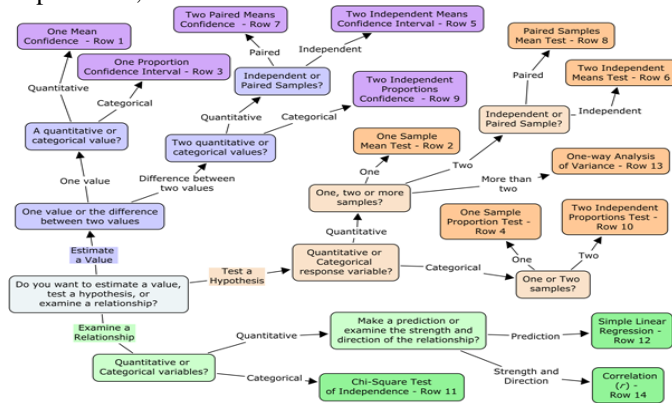 One Mean
Confidence - Row 1
Two Paired Means
Confidence - Row 7
Two Independent Means
Confidence Interval - Row 5
Paired Samples
Mean Test - Row 8
One Proportion
Confidence Interval - Row 3
Paired
Independent
Two Independent
Means Test - Row 6
Quantitative
Categorical
Independent or
Paired Samples?
Two Independent
Proportions
Confidence - Row 9
Paired
Independent
A quantitative or
categorical value?
Quantitative
Categorical
Two quantitative or
categorical values?
Independent or
Paired Sample?
One Sample
Mean Test - Row 2
One-way Analysis
of Variance - Row 13
One value
Difference between
two values
One
Two
More than
two
One, two or more
samples?
One value or the difference
between two values
Quantitative
One Sample
Proportion Test -
Row 4
Two Independent
Proportions Test -
Row 10
Estimate
a Value
Test a
Hypothesis
Quantitative or
Categorical
response variable?
Categorical
One
Two
One or Two
samples?
Do you want to estimate a value,
test a hypothesis, or
examine a relationship?
Examine a
Relationship
Quantitative
Make a prediction or
examine the strength and
direction of the relationship?
Prediction
Simple Linear
Regression -
Row 12
Quantitative or
Categorical variables?
Categorical
Chi-Square Test
of Independence - Row 11
Strength and
Direction
Correlation
(r) -
Row 14